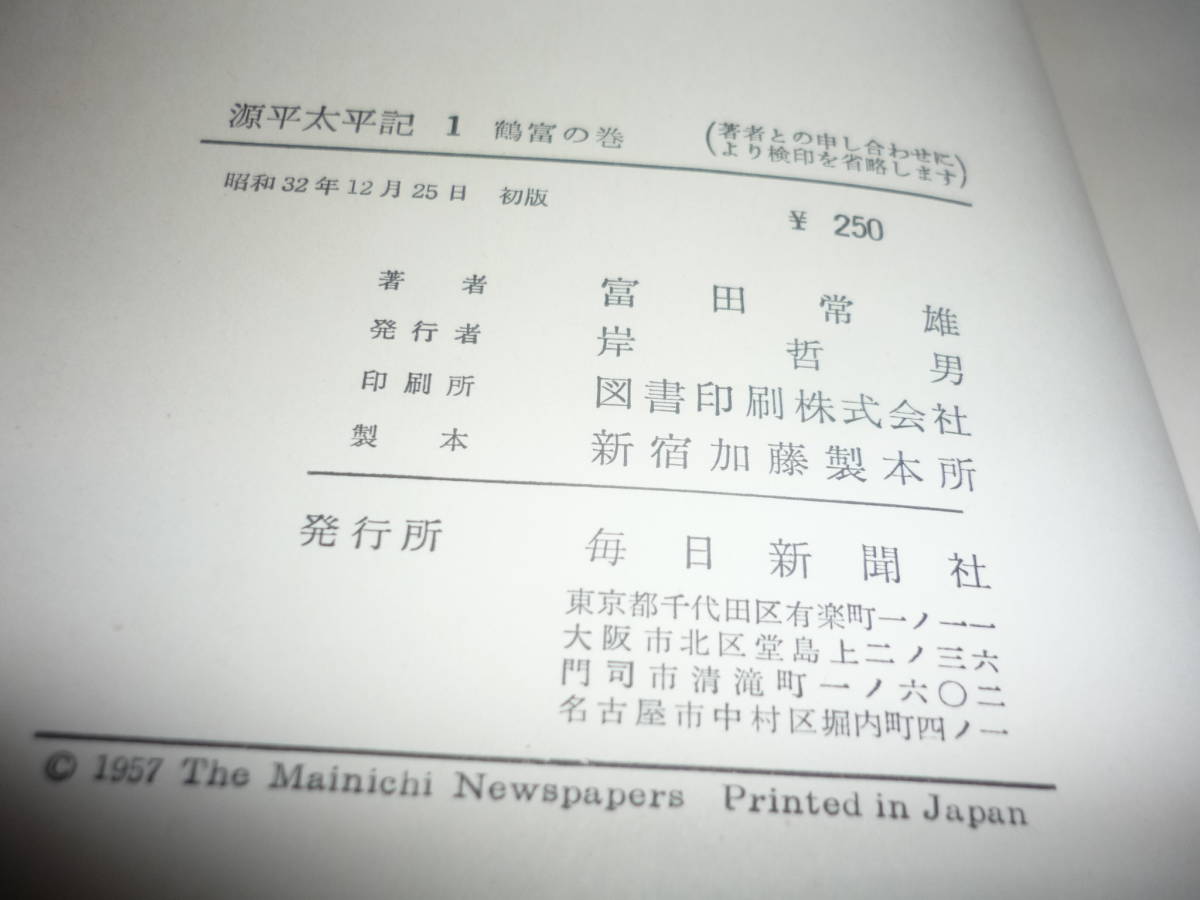 源平太平記 1 鶴富の巻 (著者との申し合わせに
より検印を省略します)
昭和32年12月25日 初版
¥ 250
著者 富田常雄
発行者 岸哲男
印刷所 図書印刷株式会社
製本 新宿加藤製本所
発行所 毎日新聞社
東京都千代田区有楽町一ノ一一
大阪市北区堂島上二ノ三六
門司市清滝町一ノ六〇二
名古屋市中村区堀内町四ノ一
© 1957 The Mainichi Newspapers Printed in Japan